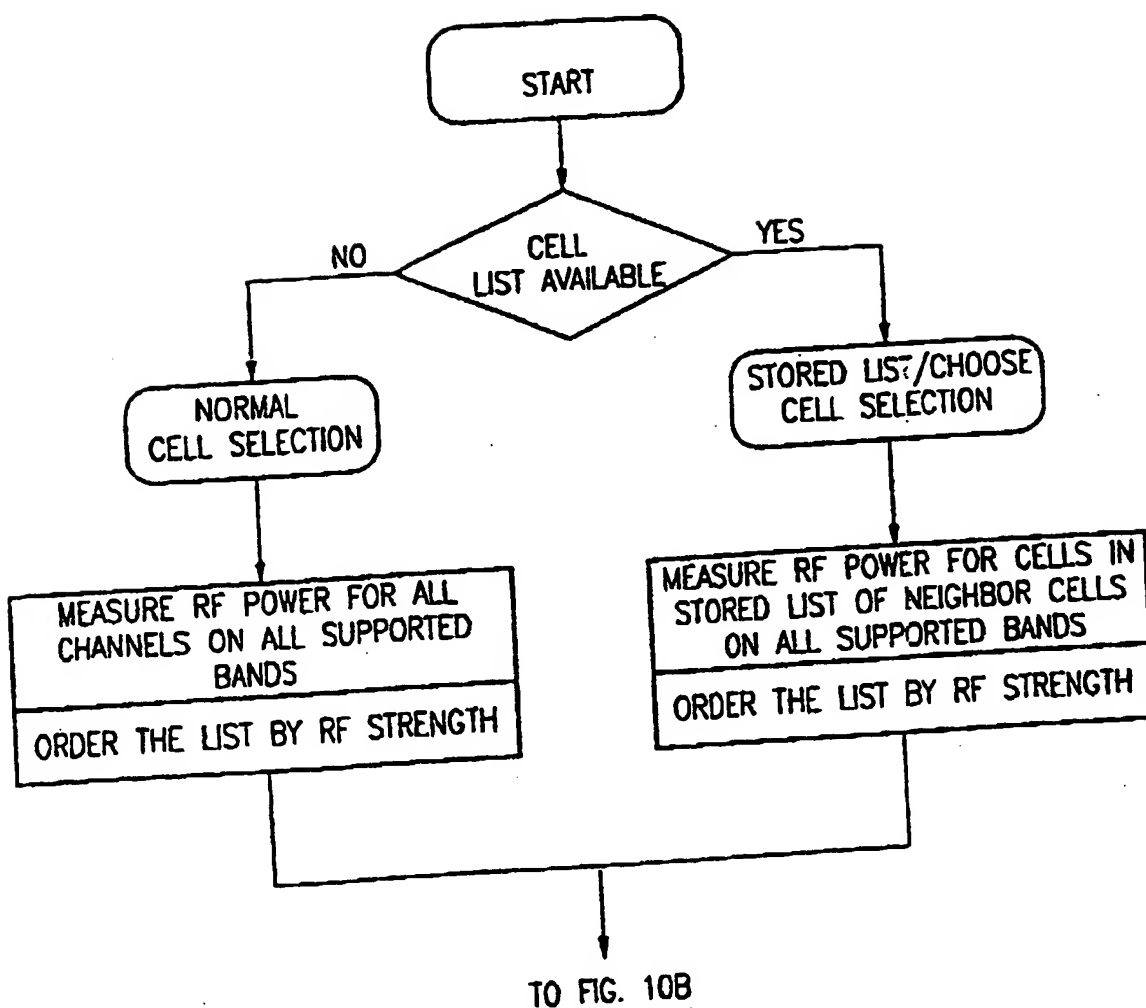 START
CELL
LIST AVAILABLE
NO
YES
NORMAL
CELL SELECTION
STORED LIST/CHOOSE
CELL SELECTION
MEASURE RF POWER FOR ALL
CHANNELS ON ALL SUPPORTED
BANDS
ORDER THE LIST BY RF STRENGTH
MEASURE RF POWER FOR CELLS IN
STORED LIST OF NEIGHBOR CELLS
ON ALL SUPPORTED BANDS
ORDER THE LIST BY RF STRENGTH
TO FIG. 10B